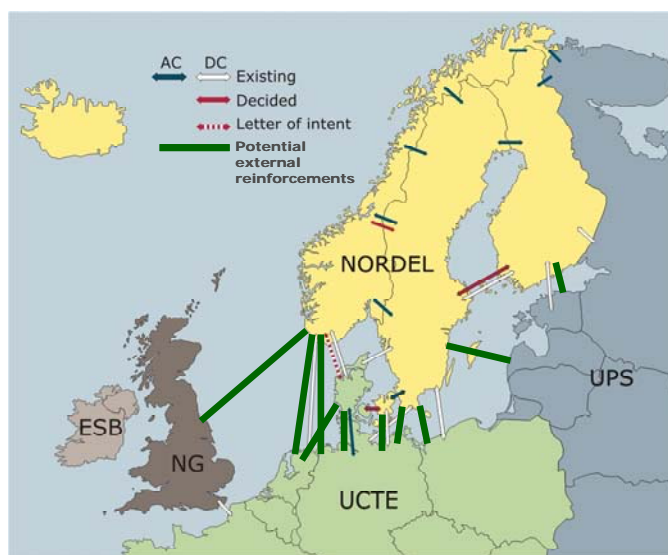 AC DC
Existing
Decided
Letter of intent
Potential
external
reinforcements
NORDEL
UPS
ESB
NG
UCTE